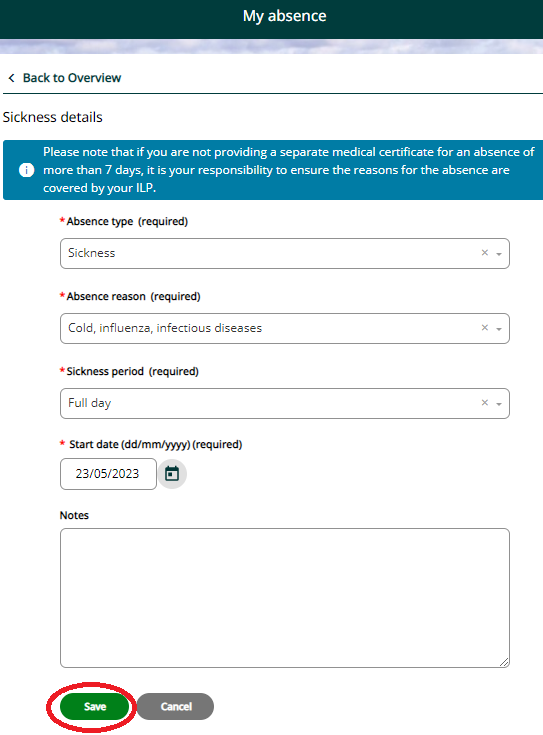 My absence
Back to Overview
Sickness details
Please note that if you are not providing a separate medical certificate for an absence of
more than 7 days, it is your responsibility to ensure the reasons for the absence are
covered by your ILP.
* Absence type (required)
Sickness
* Absence reason (required)
Cold, influenza, infectious diseases
* Sickness period (required)
Full day
* Start date (dd/mm/yyyy) (required)
23/05/2023
Notes
Save Cancel